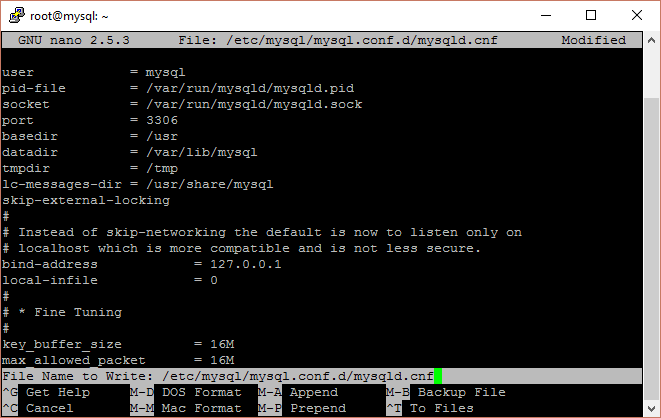 root@mysql: ~
GNU nano 2.5.3 File: /etc/mysql/mysql.conf.d/mysqld.cnf Modified
user = mysql
pid-file = /var/run/mysqld/mysqld.pid
socket = /var/run/mysqld/mysqld.sock
port = 3306
basedir = /usr
datadir = /var/lib/mysql
tmpdir = /tmp
lc-messages-dir = /usr/share/mysql
skip-external-locking
#
# Instead of skip-networking the default is now to listen only on
# localhost which is more compatible and is not less secure.
bind-address = 127.0.0.1
local-infile = 0
#
# * Fine Tuning
#
key_buffer_size = 16M
max_allowed_packet = 16M
File Name to Write: /etc/mysql/mysql.conf.d/mysqld.cnf
^G Get Help M-D DOS Format M-A Append M-B Backup File
^C Cancel M-M Mac Format M-P Prepend ^T To Files